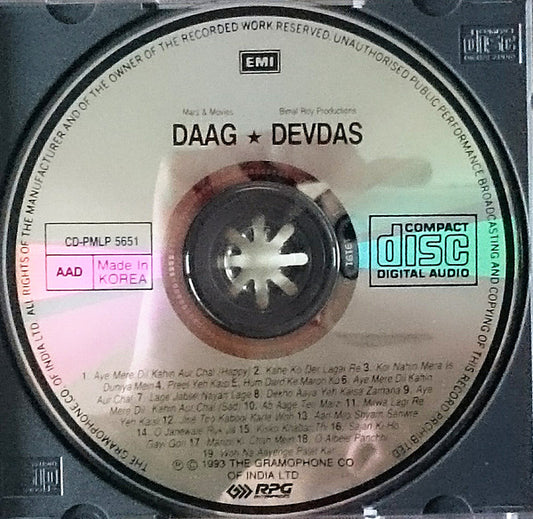 ALL RIGHTS OF THE MANUFACTURER AND OF THE OWNER OF THE RECORDED WORK RESERVED. UNAUTHORISED PUBLIC PERFORMANCE BROADCASTING AND COPYING OF THIS RECORD PROHIBITED
EMI
Mars & Movies Bimal Roy Productions
DAAG ★ DEVDAS
CD-PMLP 5651
AAD Made In
KOREA
COMPACT
disc
DIGITAL AUDIO
1. Aye Mere Dil Kahin Aur Chal (Happy) 2. Kahe Ko Der Lagai Re 3. Koi Nahin Mera Is
Duniya Mein 4. Preet Yeh Kaisi 5. Hum Dard Ke Maron Ka 6. Aye Mere Dil Kahin
Aur Chal 7. Lage Jabse Nayan Lage 8. Dekho Aaya Yeh Kaisa Zamana 9. Aye
Mere Dil Kahin Aur Chal (Sad) 10. Ab Aage Teri Marzi 11. Mitwa Lagi Re
Yeh Kaisi 12. Jise Too Kabool Karle Woh 13. Aan Milo Shyam Sanwre
14. O Janewale Ruk Ja 15. Kisko Khabar Thi 16. Sajan Ki Ho
Gayi Gori 17. Manzil Ki Chah Mein 18. O Albele Panchhi
19. Woh Na Aayenge Palat Kar
℗ © 1993 THE GRAMOPHONE CO
OF INDIA LTD
RPG
ENTERPRISES
THE GRAMOPHONE CO. OF INDIA LTD.
COMPACT
disc